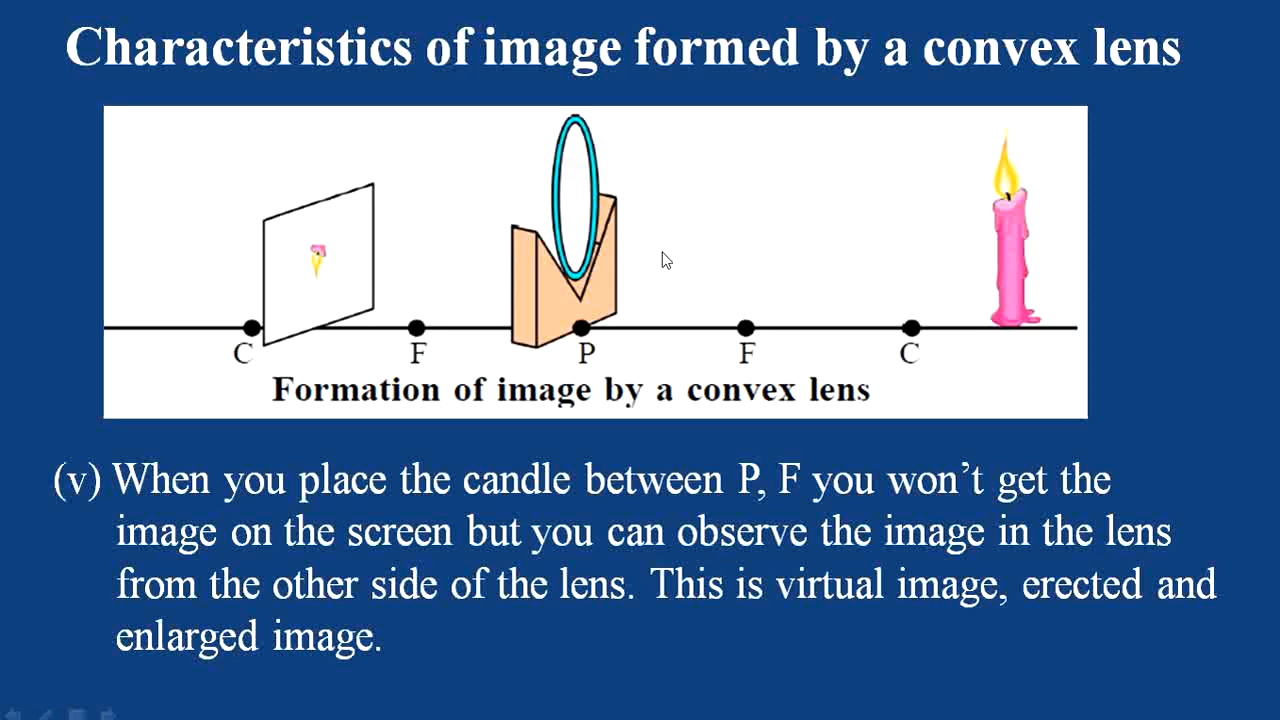 Characteristics of image formed by a convex lens
C F P F C
Formation of image by a convex lens
(v) When you place the candle between P, F you won’t get the
image on the screen but you can observe the image in the lens
from the other side of the lens. This is virtual image, erected and
enlarged image.